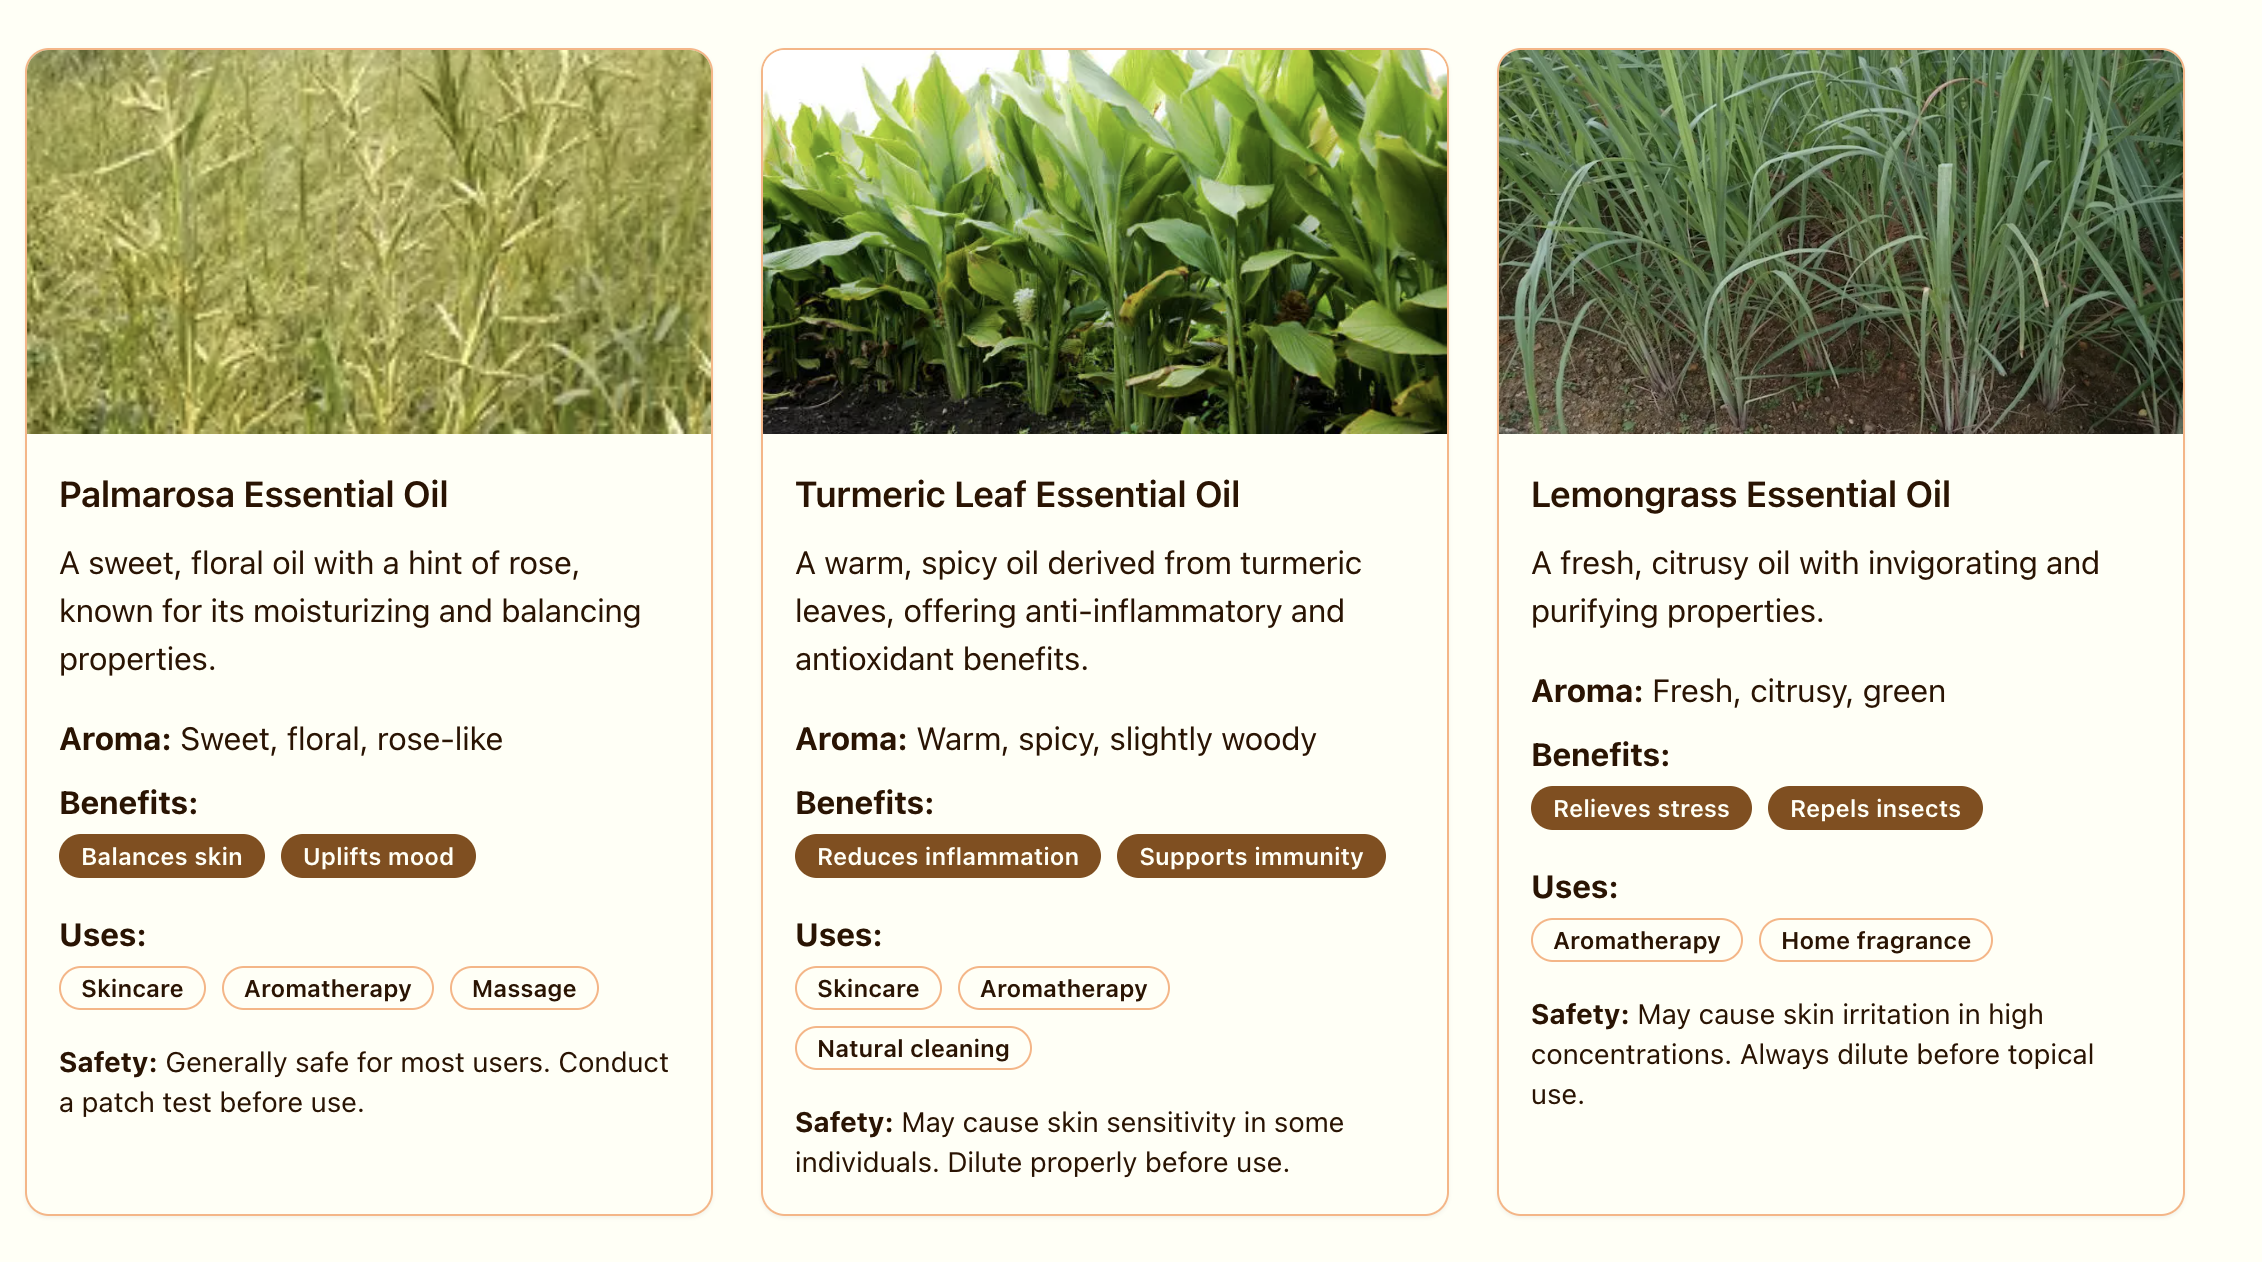 Palmarosa Essential Oil
A sweet, floral oil with a hint of rose,
known for its moisturizing and balancing
properties.
Aroma: Sweet, floral, rose-like
Benefits:
Balances skin Uplifts mood
Uses:
Skincare Aromatherapy Massage
Safety: Generally safe for most users. Conduct
a patch test before use.
Turmeric Leaf Essential Oil
A warm, spicy oil derived from turmeric
leaves, offering anti-inflammatory and
antioxidant benefits.
Aroma: Warm, spicy, slightly woody
Benefits:
Reduces inflammation Supports immunity
Uses:
Skincare Aromatherapy
Natural cleaning
Safety: May cause skin sensitivity in some
individuals. Dilute properly before use.
Lemongrass Essential Oil
A fresh, citrusy oil with invigorating and
purifying properties.
Aroma: Fresh, citrusy, green
Benefits:
Relieves stress Repels insects
Uses:
Aromatherapy Home fragrance
Safety: May cause skin irritation in high
concentrations. Always dilute before topical
use.